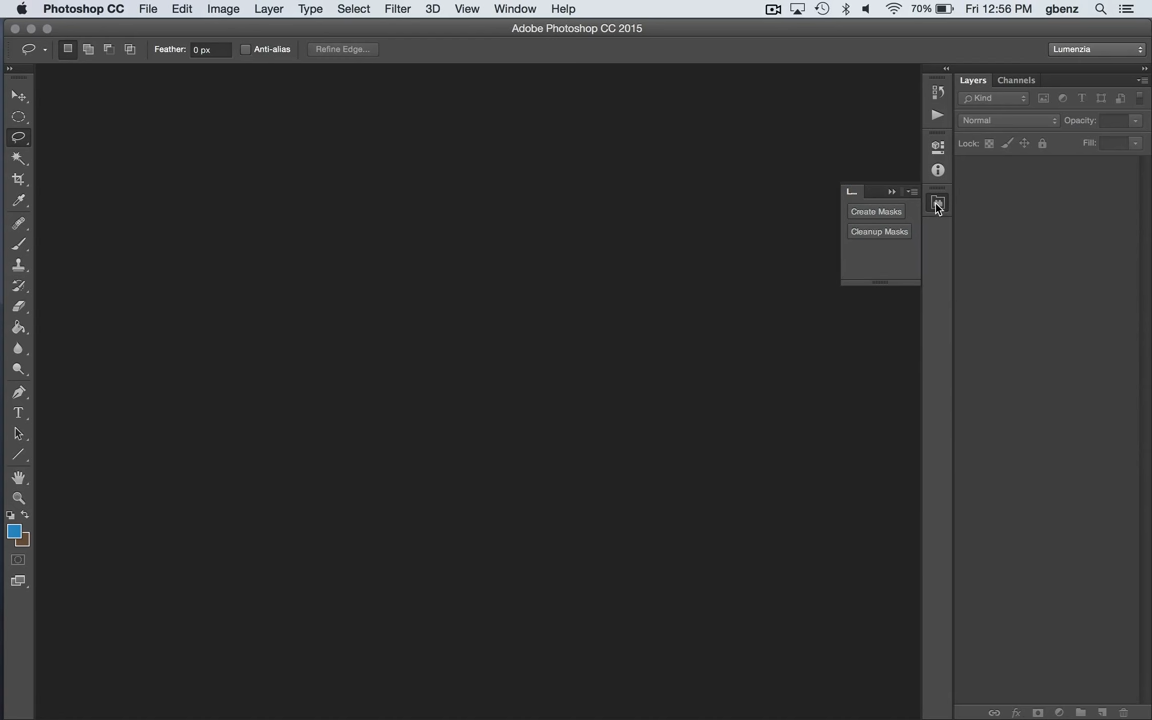 Photoshop CC File Edit Image Layer Type Select Filter 3D View Window Help 70% Fri 12:56 PM gbenz
Adobe Photoshop CC 2015
Feather: 0 px Anti-alias Refine Edge... Lumenzia
Layers Channels
Kind
Normal Opacity:
Lock: Fill:
Create Masks
Cleanup Masks